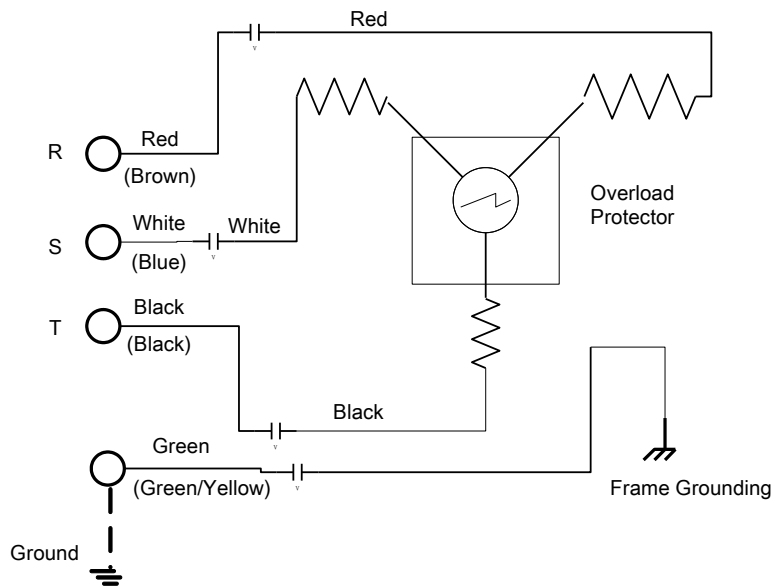 Red
R
Red
(Brown)
Overload
Protector
S
White
White
(Blue)
v
T
Black
(Black)
Black
v
Green
(Green/Yellow)
v
Frame Grounding
Ground
v